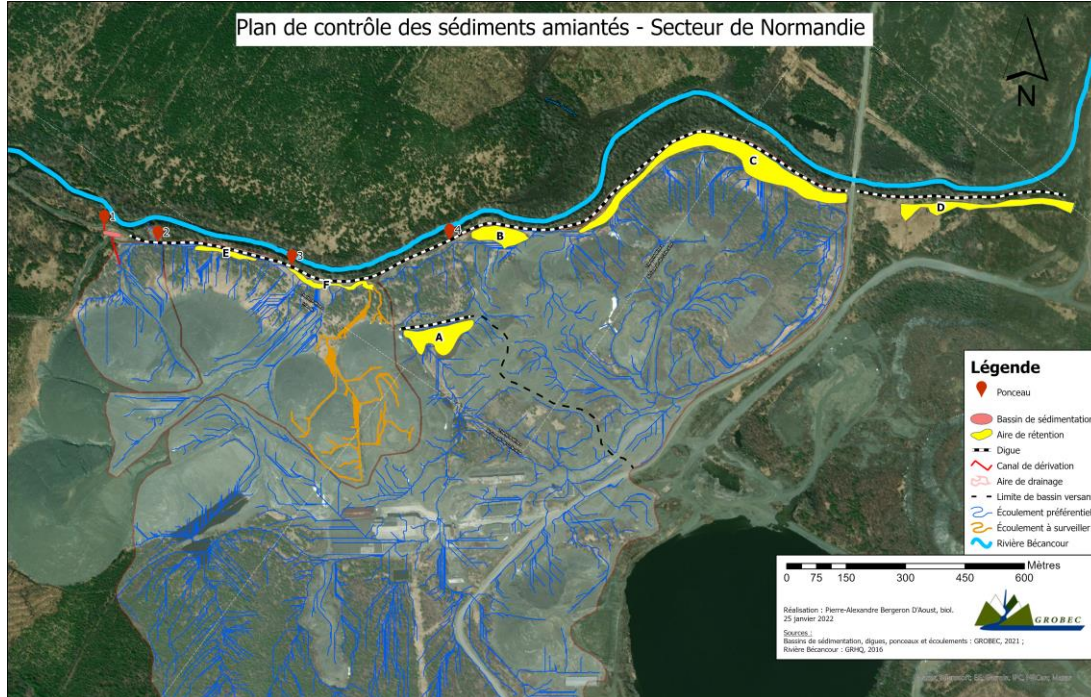 Plan de contrôle des sédiments amiantés - Secteur de Normandie
N
C
D
1
2
4
B
3
E
F
A
Légende
Ponceau
Bassin de sédimentation
Aire de rétention
Digue
Canal de dérivation
Aire de drainage
Limite de bassin versan
Écoulement préférentiel
Écoulement à surveiller
Rivière Bécancour
Mètres
0 75 150 300 450 600
Réalisation : Pierre-Alexandre Bergeron D'Aoust, biol.
25 janvier 2022
Sources :
Bassins de sédimentation, digues, ponceaux et écoulements : GROBEC, 2021 ;
Rivière Bécancour : GRHQ, 2016
GROBEC